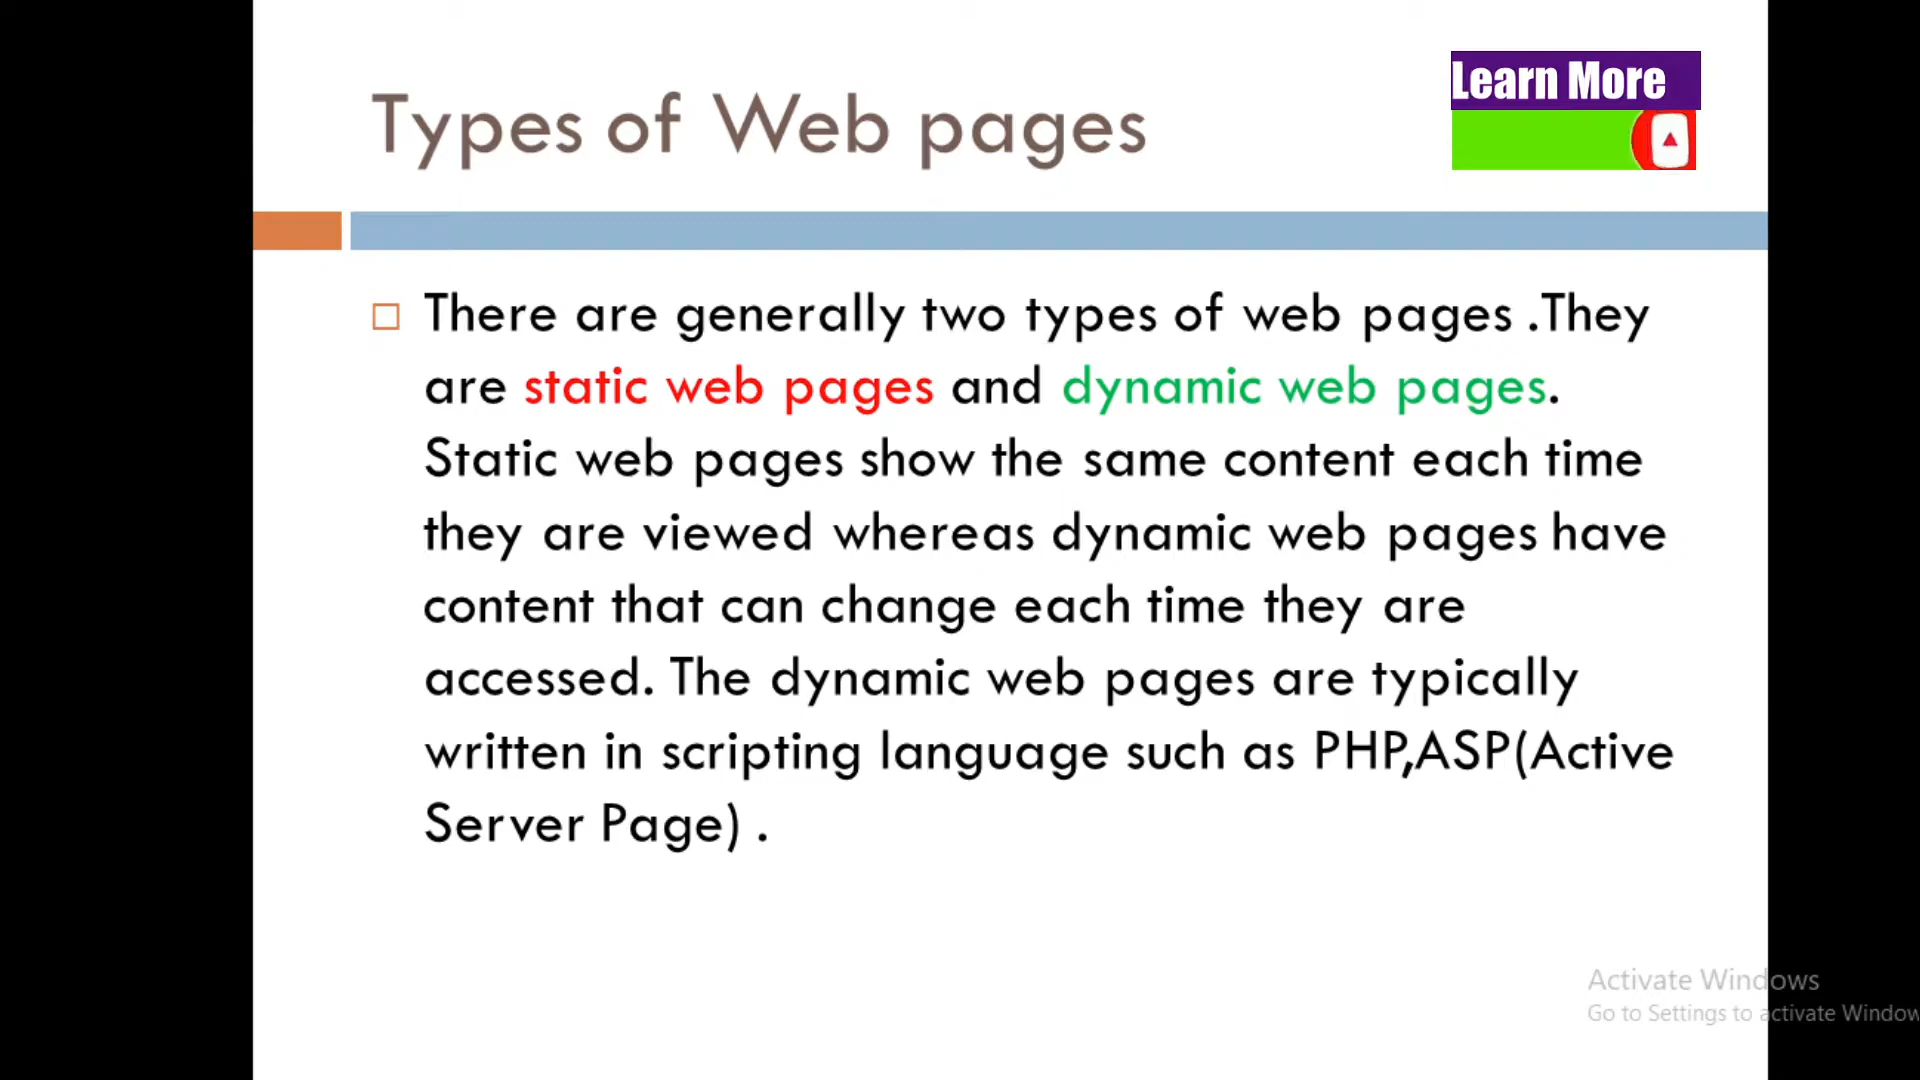 Types of Web pages
Learn More
There are generally two types of web pages .They
are static web pages and dynamic web pages.
Static web pages show the same content each time
they are viewed whereas dynamic web pages have
content that can change each time they are
accessed. The dynamic web pages are typically
written in scripting language such as PHP,ASP(Active
Server Page) .
Activate Windows
Go to Settings to activate Window